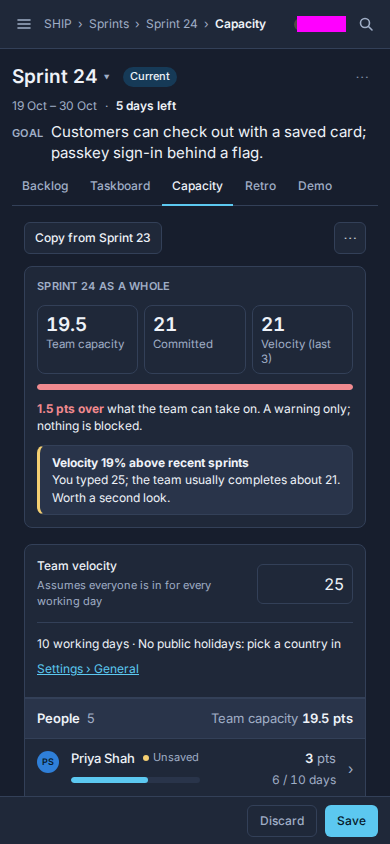 SHIP › Sprints › Sprint 24 › Capacity
Sprint 24 ▾ Current ...
19 Oct – 30 Oct · 5 days left
GOAL Customers can check out with a saved card;
passkey sign-in behind a flag.
Backlog Taskboard Capacity Retro Demo
Copy from Sprint 23 ...
SPRINT 24 AS A WHOLE
19.5 21 21
Team capacity Committed Velocity (last
3)
1.5 pts over what the team can take on. A warning only;
nothing is blocked.
Velocity 19% above recent sprints
You typed 25; the team usually completes about 21.
Worth a second look.
Team velocity
25
Assumes everyone is in for every
working day
10 working days · No public holidays: pick a country in
Settings › General
People 5 Team capacity 19.5 pts
PS Priya Shah Unsaved 3 pts
6 / 10 days ›
Discard Save